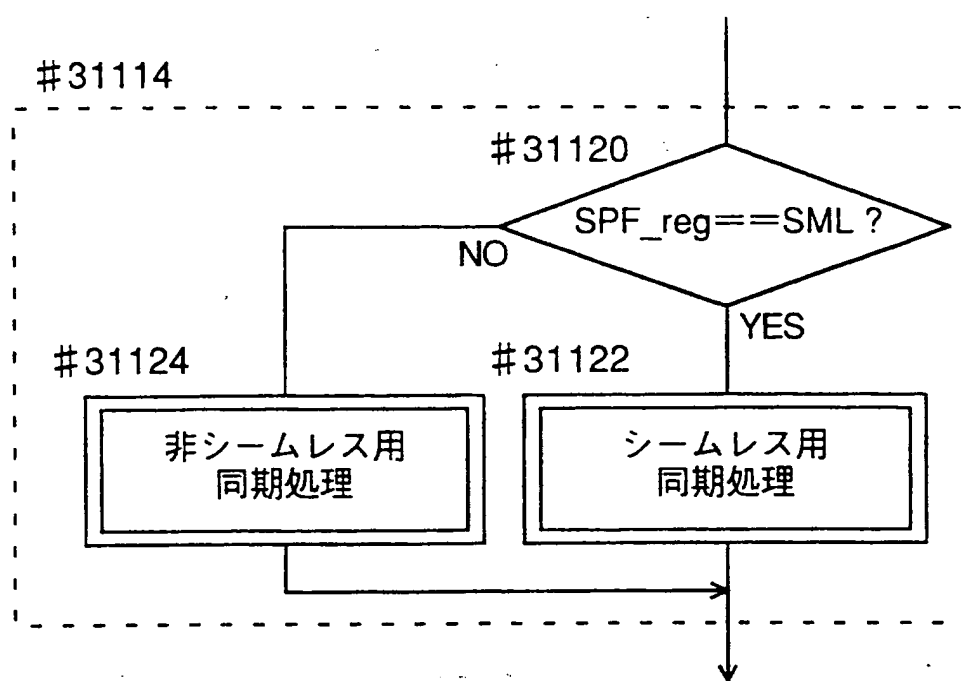 #31114
#31120
SPF_reg==SML?
NO
YES
#31124
#31122
非シームレス用
同期処理
シームレス用
同期処理